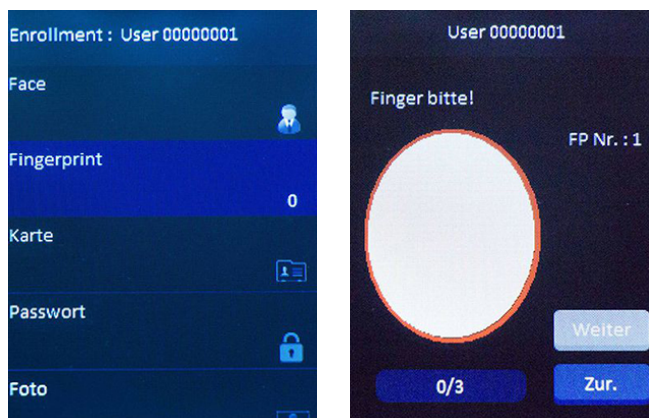 Enrollment : User 00000001
Face
Fingerprint
0
Karte
Passwort
Foto
User 00000001
Finger bitte!
FP Nr. : 1
Weiter
0/3
Zur.